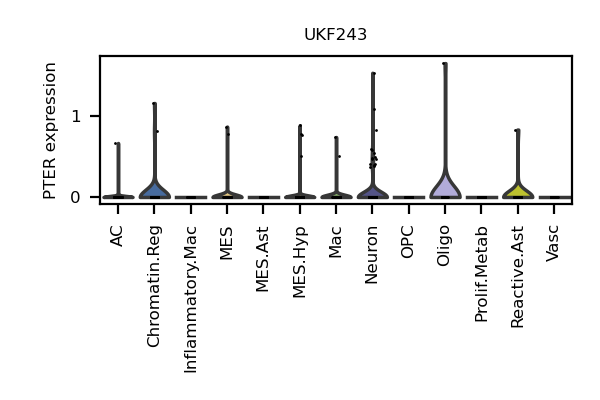 UKF243
PTER expression
1
0
AC
Chromatin.Reg
Inflammatory.Mac
MES
MES.Ast
MES.Hyp
Mac
Neuron
OPC
Oligo
Prolif.Metab
Reactive.Ast
Vasc